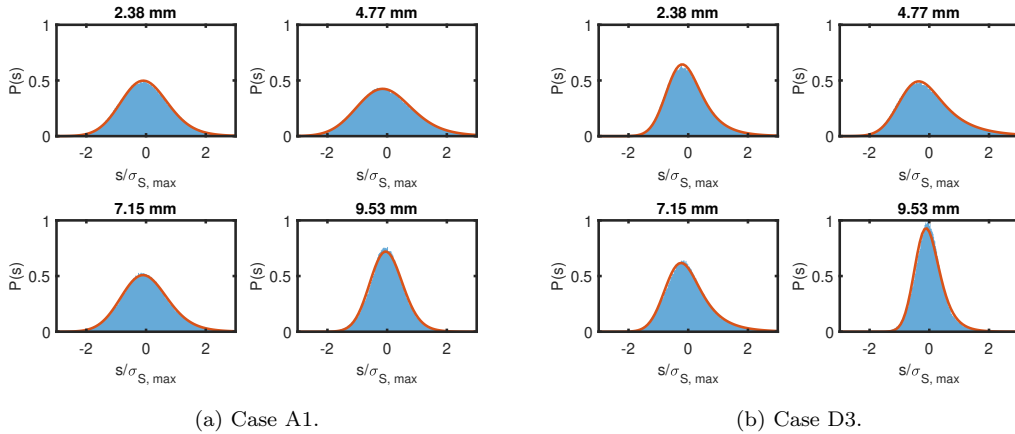 2.38 mm 4.77 mm 2.38 mm 4.77 mm
1 1 1 1
P(s) 0.5 P(s) 0.5 P(s) 0.5 P(s) 0.5
0 0 0 0
-2 0 2 -2 0 2 -2 0 2 -2 0 2
s/σS, max s/σS, max s/σS, max s/σS, max
7.15 mm 9.53 mm 7.15 mm 9.53 mm
1 1 1 1
P(s) 0.5 P(s) 0.5 P(s) 0.5 P(s) 0.5
0 0 0 0
-2 0 2 -2 0 2 -2 0 2 -2 0 2
s/σS, max s/σS, max s/σS, max s/σS, max
(a) Case A1. (b) Case D3.